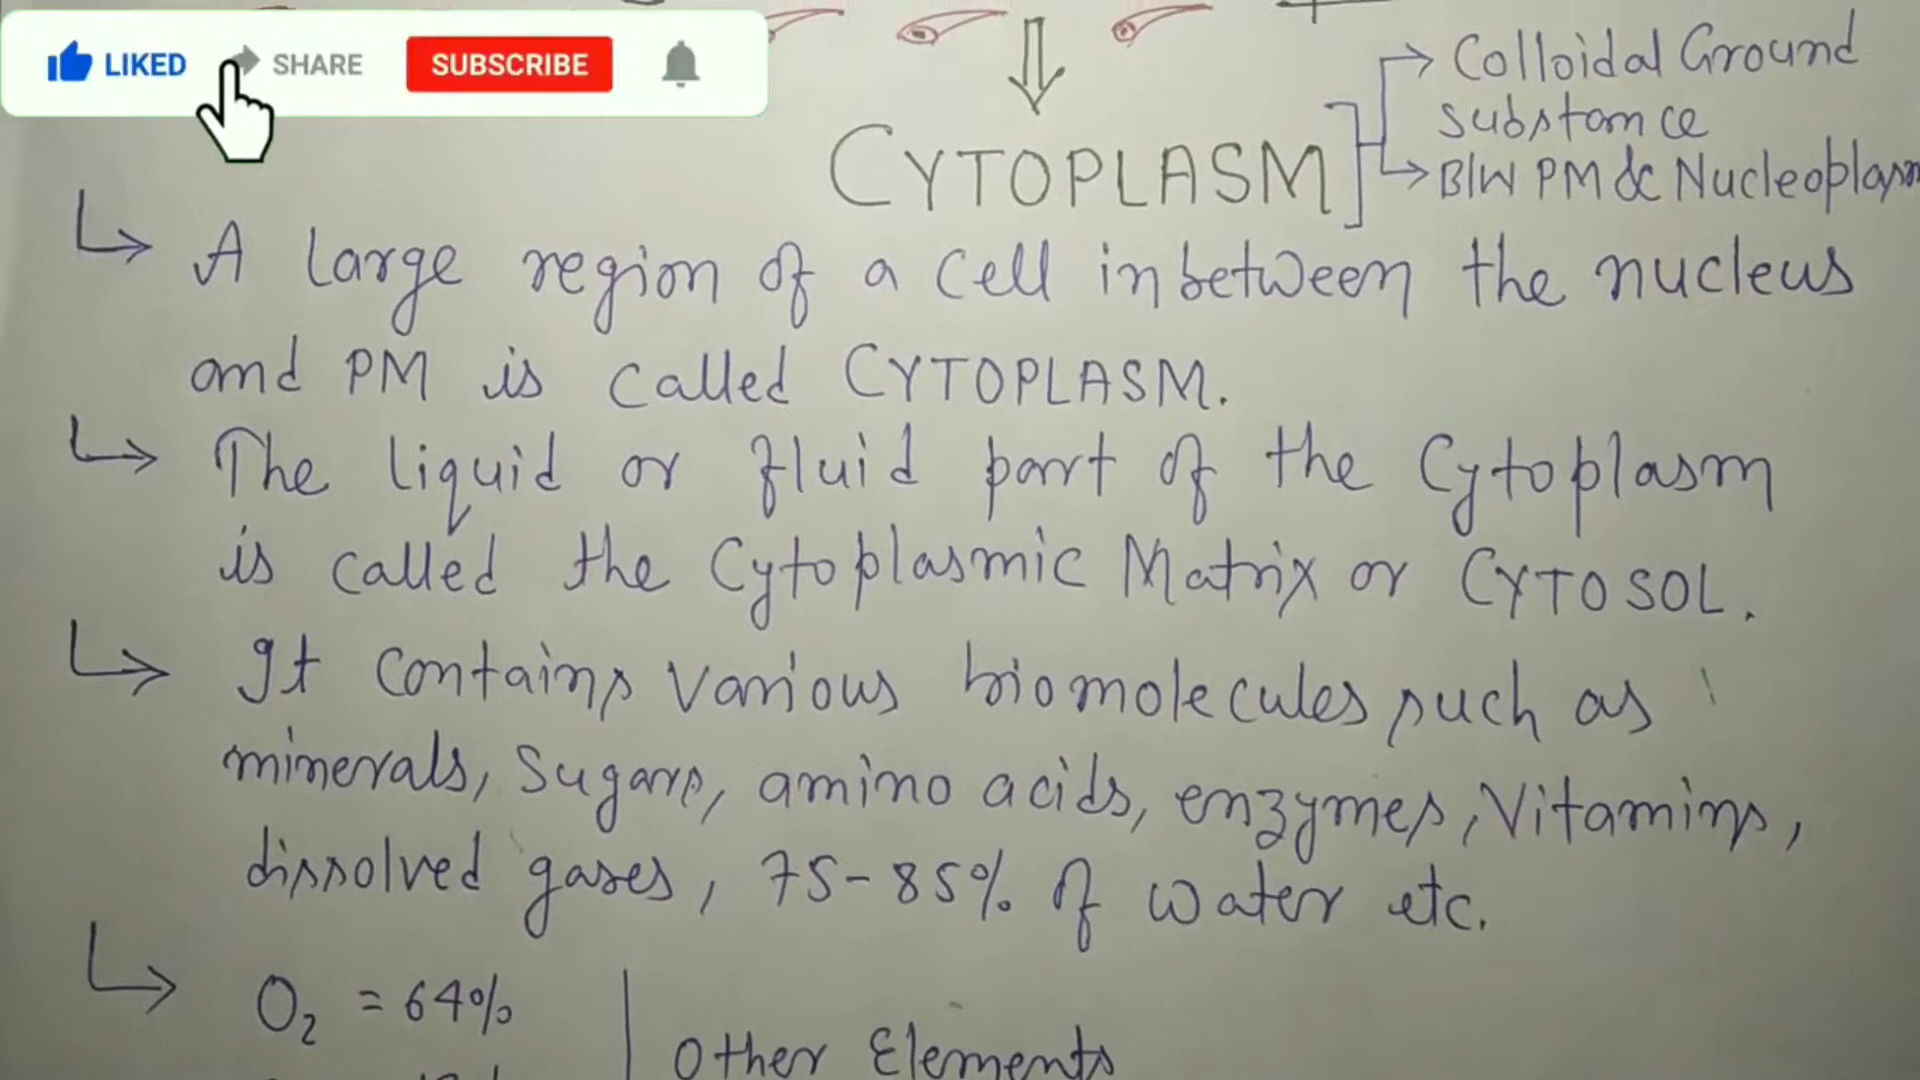 LIKED SHARE SUBSCRIBE
Colloidal Ground
substance
CYTOPLASM
B/W PM & Nucleoplasm
A large region of a cell inbetween the nucleus
and PM is called CYTOPLASM.
The liquid or fluid part of the Cytoplasm
is called the Cytoplasmic Matrix or CYTOSOL.
It contains various biomolecules such as
minerals, Sugars, amino acids, enzymes, Vitamins,
dissolved gases, 75-85% of water etc.
O2 = 64%
Other Elements